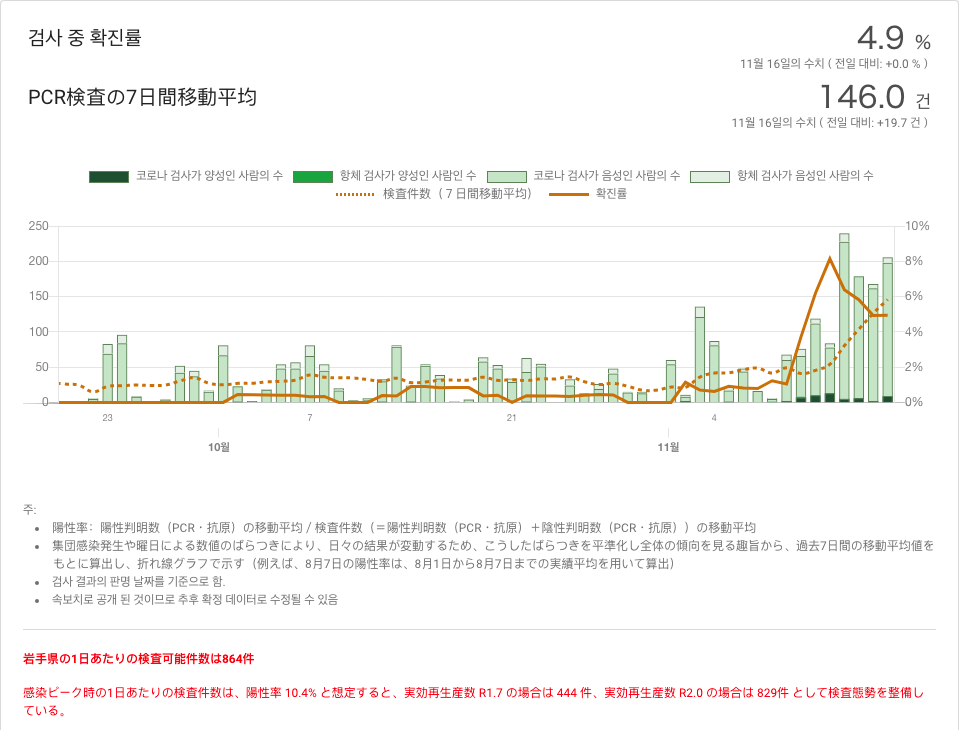 검사 중 확진률
4.9 %
11월 16일의 수치 ( 전일 대비: +0.0 % )
PCR検査の7日間移動平均
146.0 건
11월 16일의 수치 ( 전일 대비: +19.7 건 )
코로나 검사가 양성인 사람의 수 항체 검사가 양성인 사람인 수 코로나 검사가 음성인 사람의 수 항체 검사가 음성인 사람의 수
検査件数（７日間移動平均） 확진률
250 10%
200 8%
150 6%
100 4%
50 2%
0 0%
23 7 21 4
10월 11월
주:
陽性率：陽性判明数（PCR・抗原）の移動平均 / 検査件数（＝陽性判明数（PCR・抗原）＋陰性判明数（PCR・抗原））の移動平均
集団感染発生や曜日による数値のばらつきにより、日々の結果が変動するため、こうしたばらつきを平準化し全体の傾向を見る趣旨から、過去7日間の移動平均値を
もとに算出し、折れ線グラフで示す（例えば、8月7日の陽性率は、8月1日から8月7日までの実績平均を用いて算出）
검사 결과의 판명 날짜를 기준으로 함.
속보치로 공개 된 것이므로 추후 확정 데이터로 수정될 수 있음
岩手県の1日あたりの検査可能件数は864件
感染ピーク時の1日あたりの検査件数は、陽性率 10.4% と想定すると、実効再生産数 R1.7 の場合は 444 件、実効再生産数 R2.0 の場合は 829件 として検査態勢を整備し
ている。